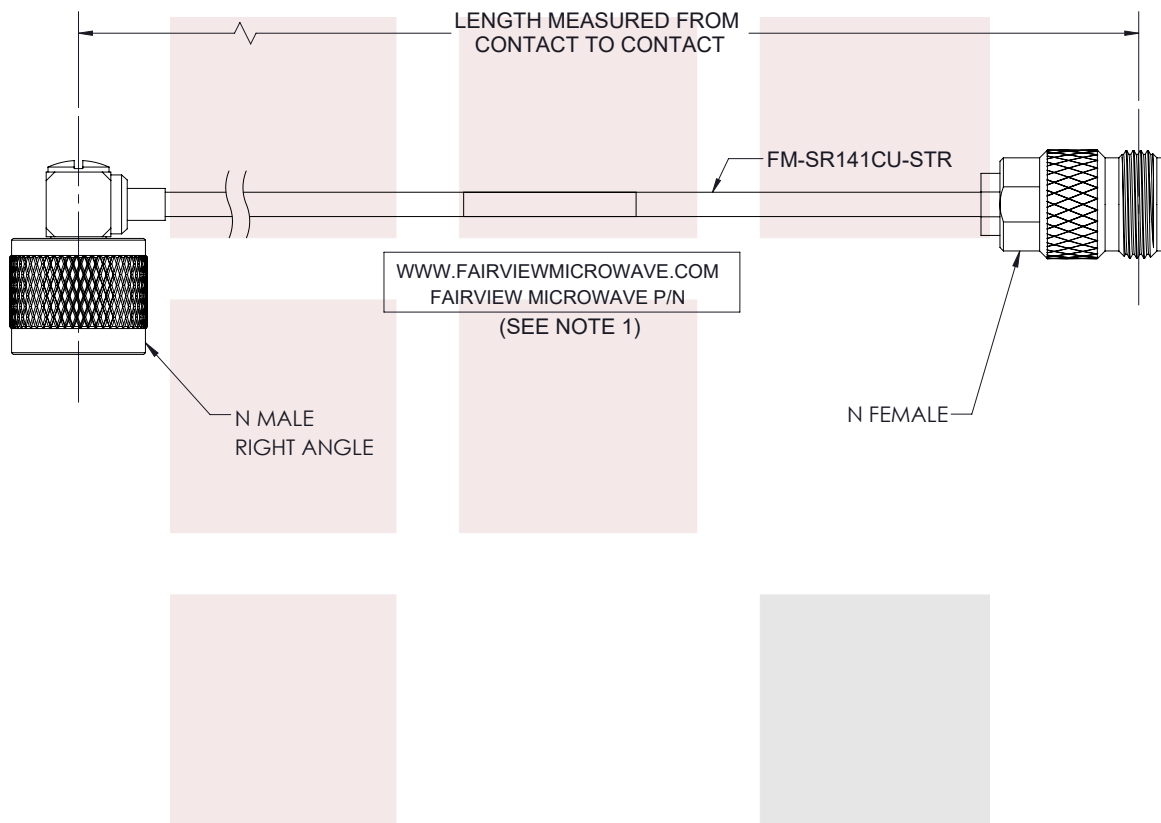 LENGTH MEASURED FROM
CONTACT TO CONTACT
FM-SR141CU-STR
WWW.FAIRVIEWMICROWAVE.COM
FAIRVIEW MICROWAVE P/N
(SEE NOTE 1)
N MALE
RIGHT ANGLE
N FEMALE